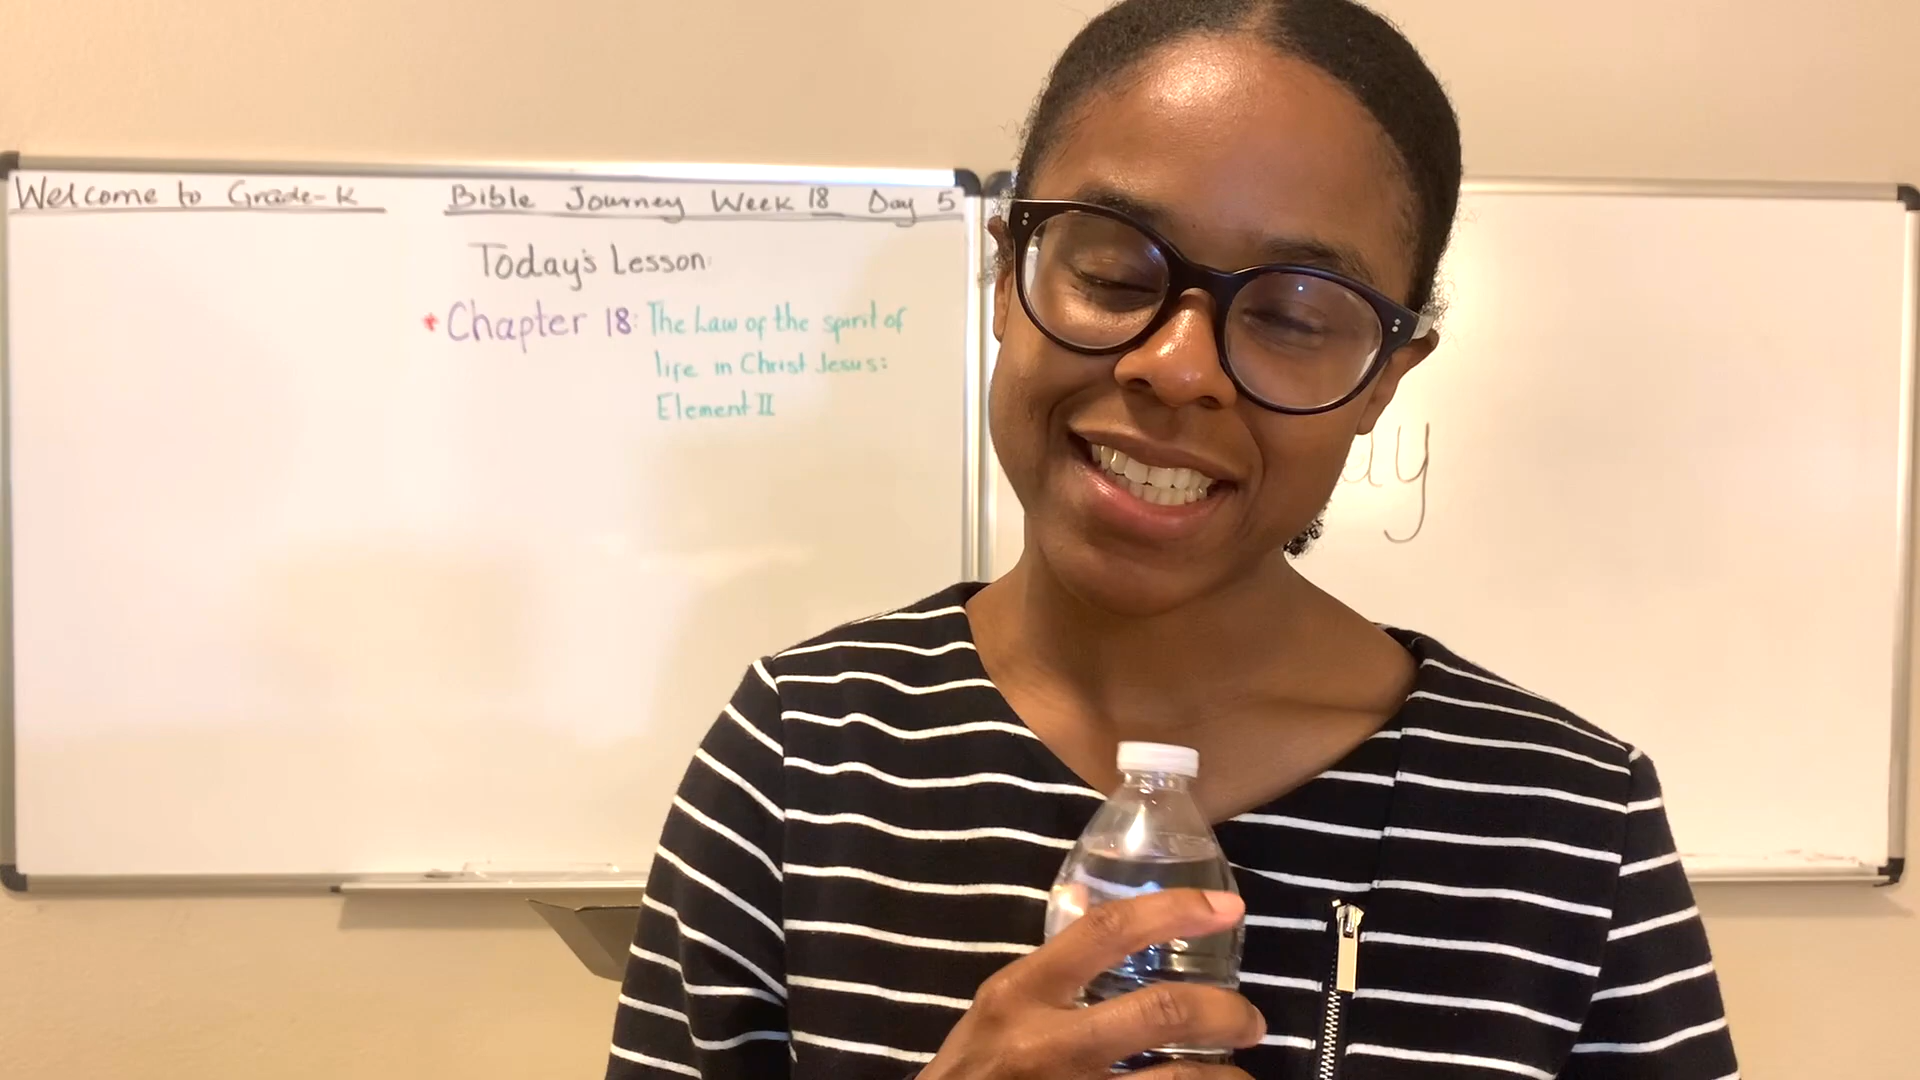 Welcome to Grade-K
Bible Journey Week 18 Day 5
Today's Lesson:
* Chapter 18: The Law of the spirit of
life in Christ Jesus:
Element II